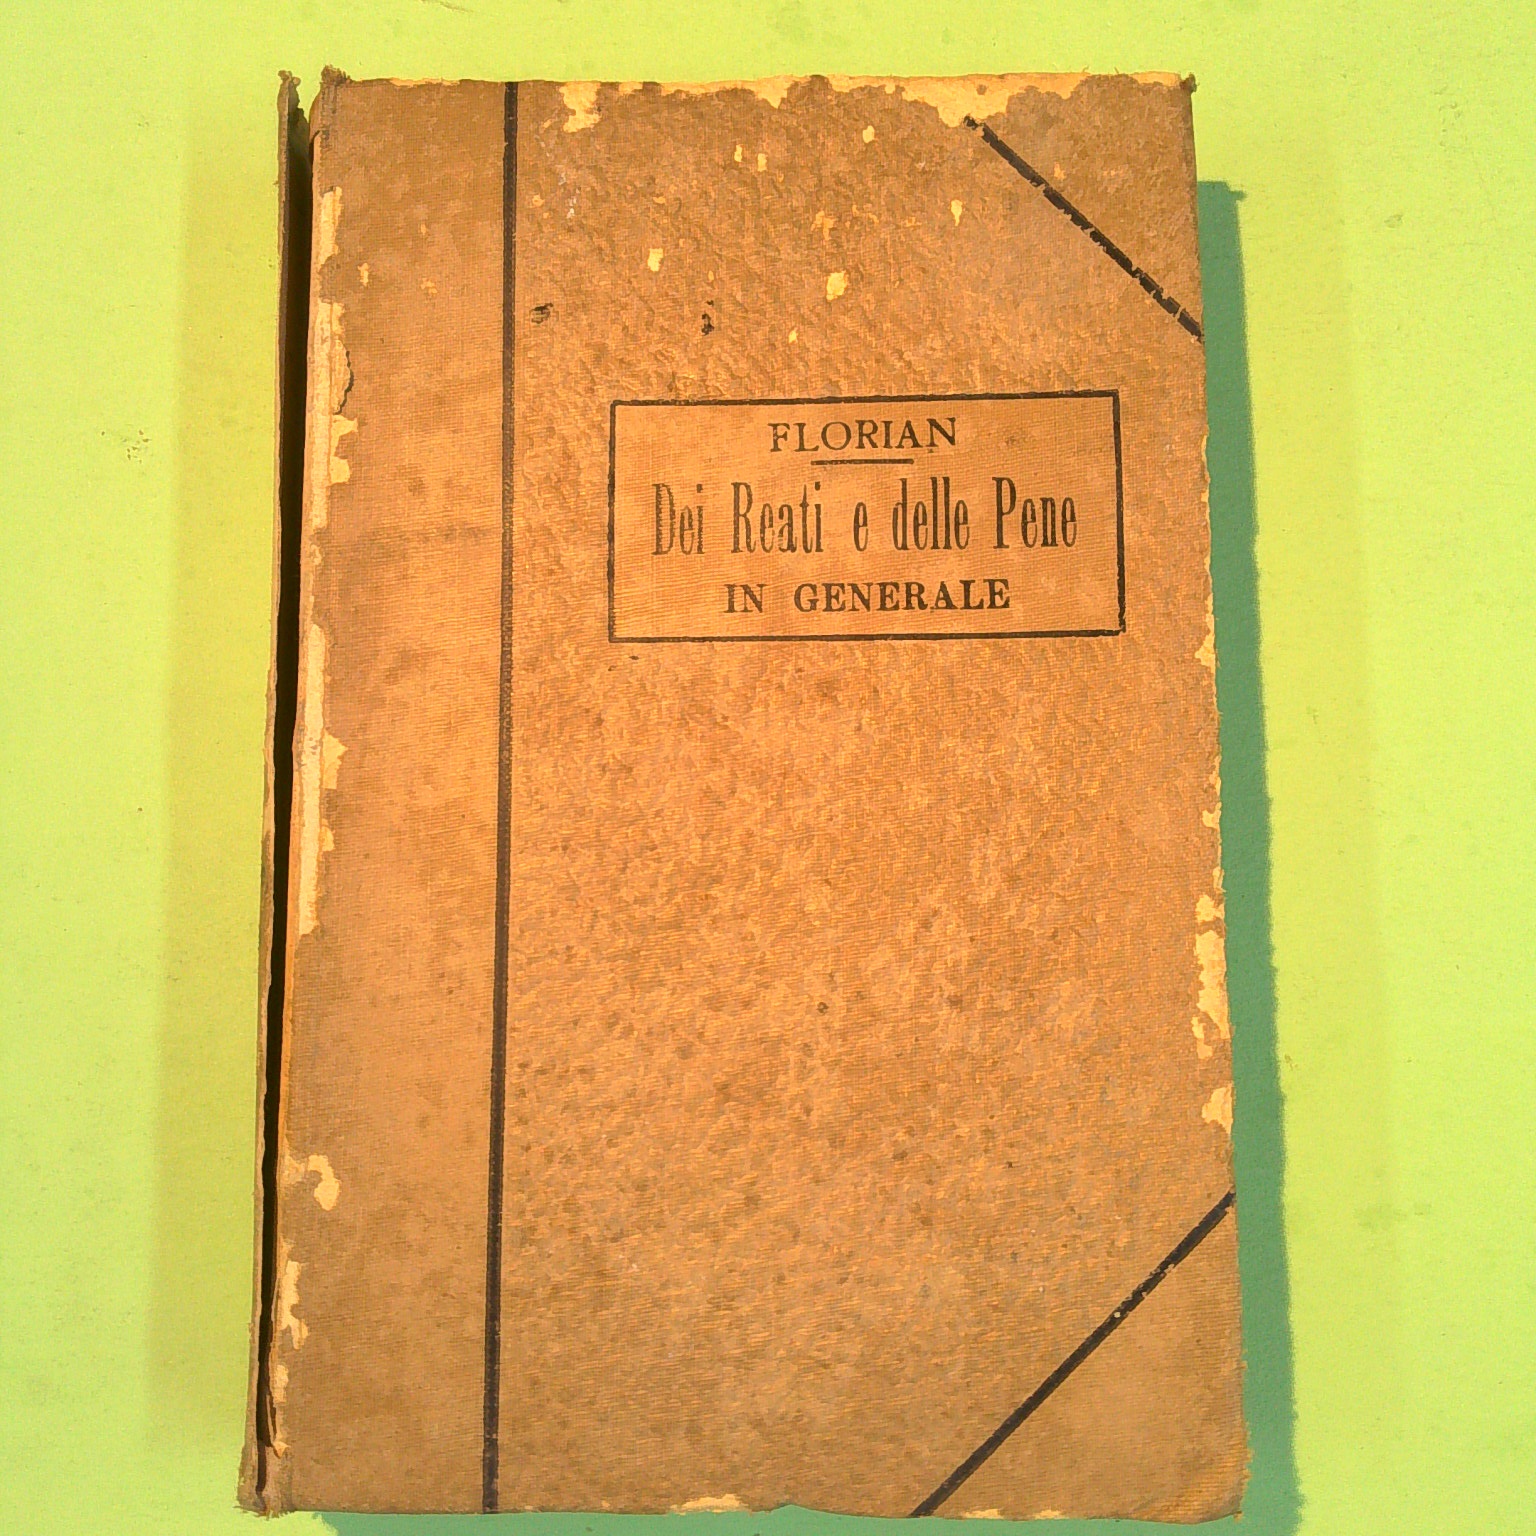 FLORIAN
Dei Reati e delle Pene
IN GENERALE